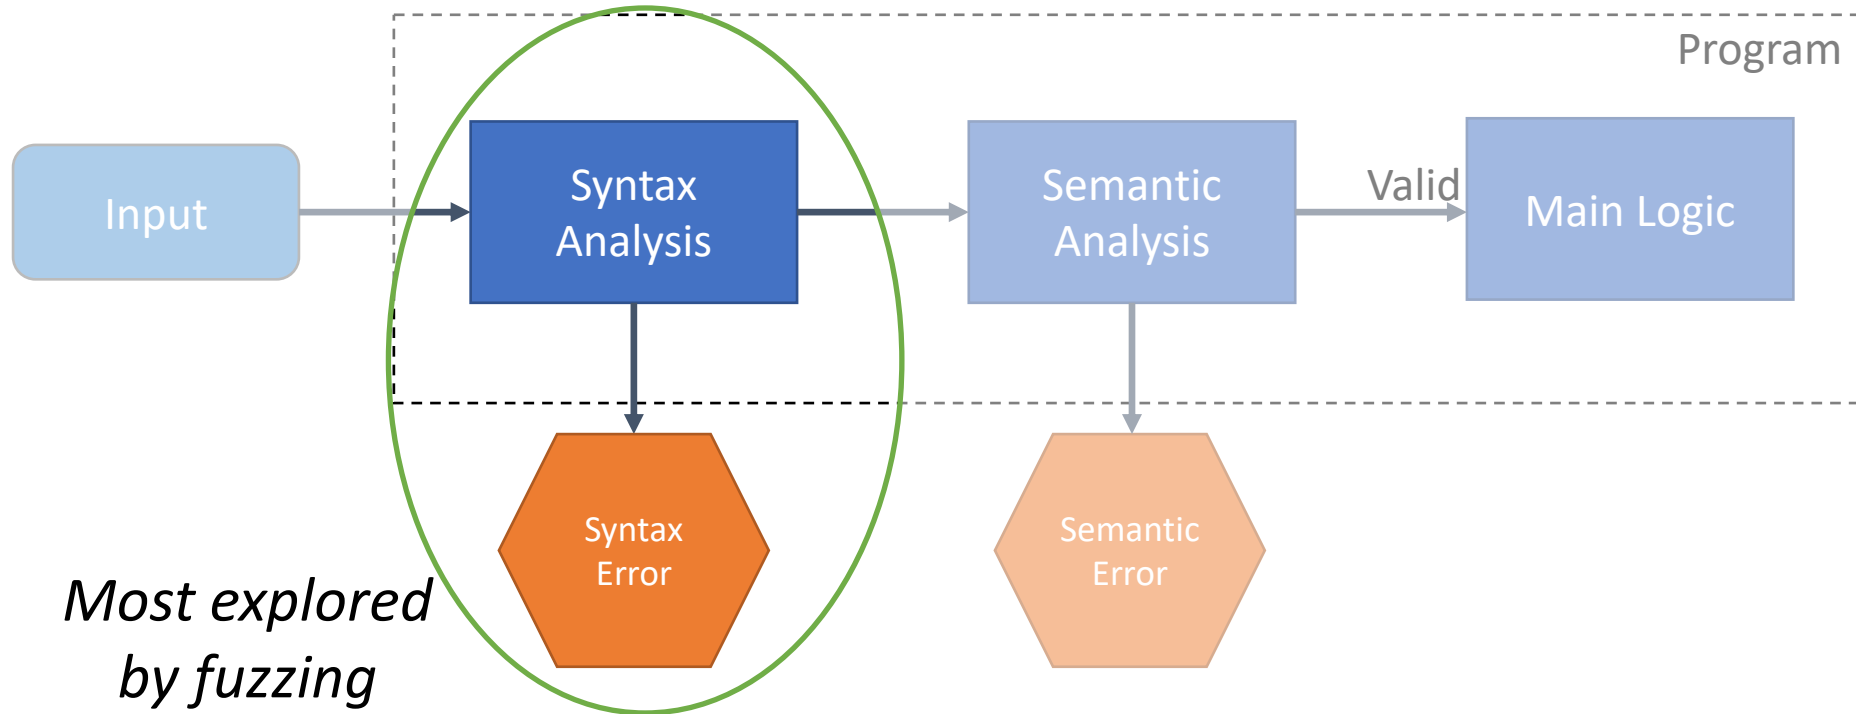 Program
Input
Syntax
Analysis
Semantic
Analysis
Valid
Main Logic
Syntax
Error
Semantic
Error
Most explored
by fuzzing